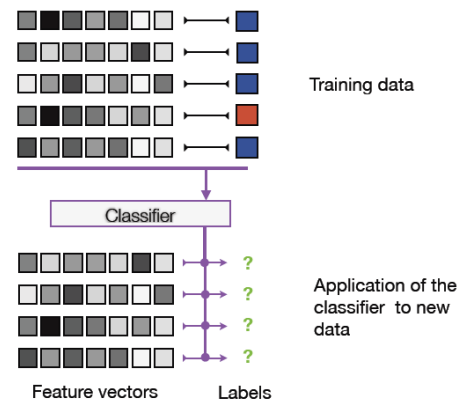 Training data
Classifier
?
?
?
?
Application of the
classifier to new
data
Feature vectors
Labels